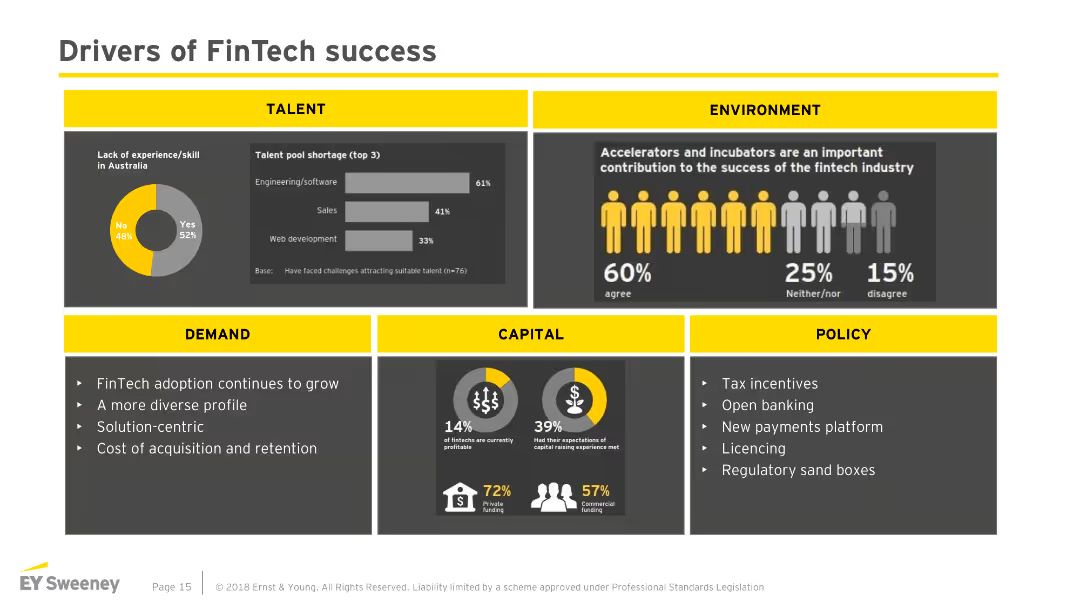 Drivers of FinTech success
TALENT
Lack of experience/skill
in Australia
No
48%
Yes
52%
Talent pool shortage (top 3)
Engineering/software 61%
Sales 41%
Web development 33%
Base: Have faced challenges attracting suitable talent (n=76)
ENVIRONMENT
Accelerators and incubators are an important
contribution to the success of the fintech industry
60% 25% 15%
agree Neither/nor disagree
DEMAND
‣ FinTech adoption continues to grow
‣ A more diverse profile
‣ Solution-centric
‣ Cost of acquisition and retention
CAPITAL
$$$
14%
of fintechs are currently
profitable
$
39%
Had their expectations of
capital raising experience met
$
72%
Private
funding
57%
Commercial
funding
POLICY
‣ Tax incentives
‣ Open banking
‣ New payments platform
‣ Licencing
‣ Regulatory sand boxes
EY Sweeney
Page 15
© 2018 Ernst & Young. All Rights Reserved. Liability limited by a scheme approved under Professional Standards Legislation